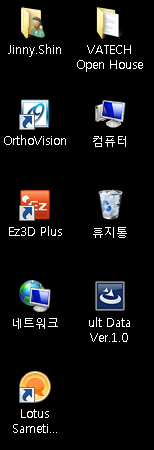 Jinny.Shin
VATECH
Open House
OrthoVision
컴퓨터
Ez3D Plus
휴지통
네트워크
ult Data
Ver.1.0
Lotus
Sameti...